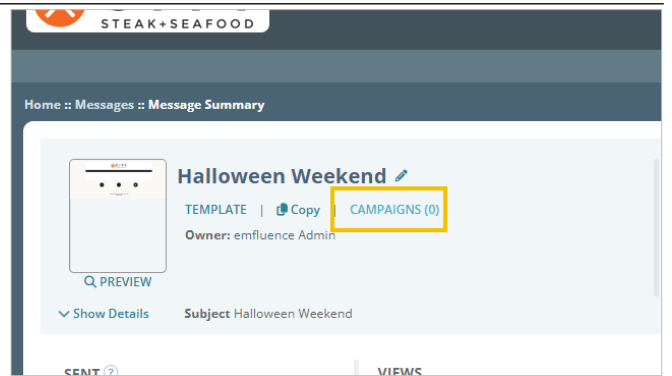 STEAK+SEAFOOD
Home :: Messages :: Message Summary
Halloween Weekend
TEMPLATE | Copy | CAMPAIGNS (0)
Owner: emfluence Admin
PREVIEW
Show Details
Subject Halloween Weekend
SENT ?
VIEWS